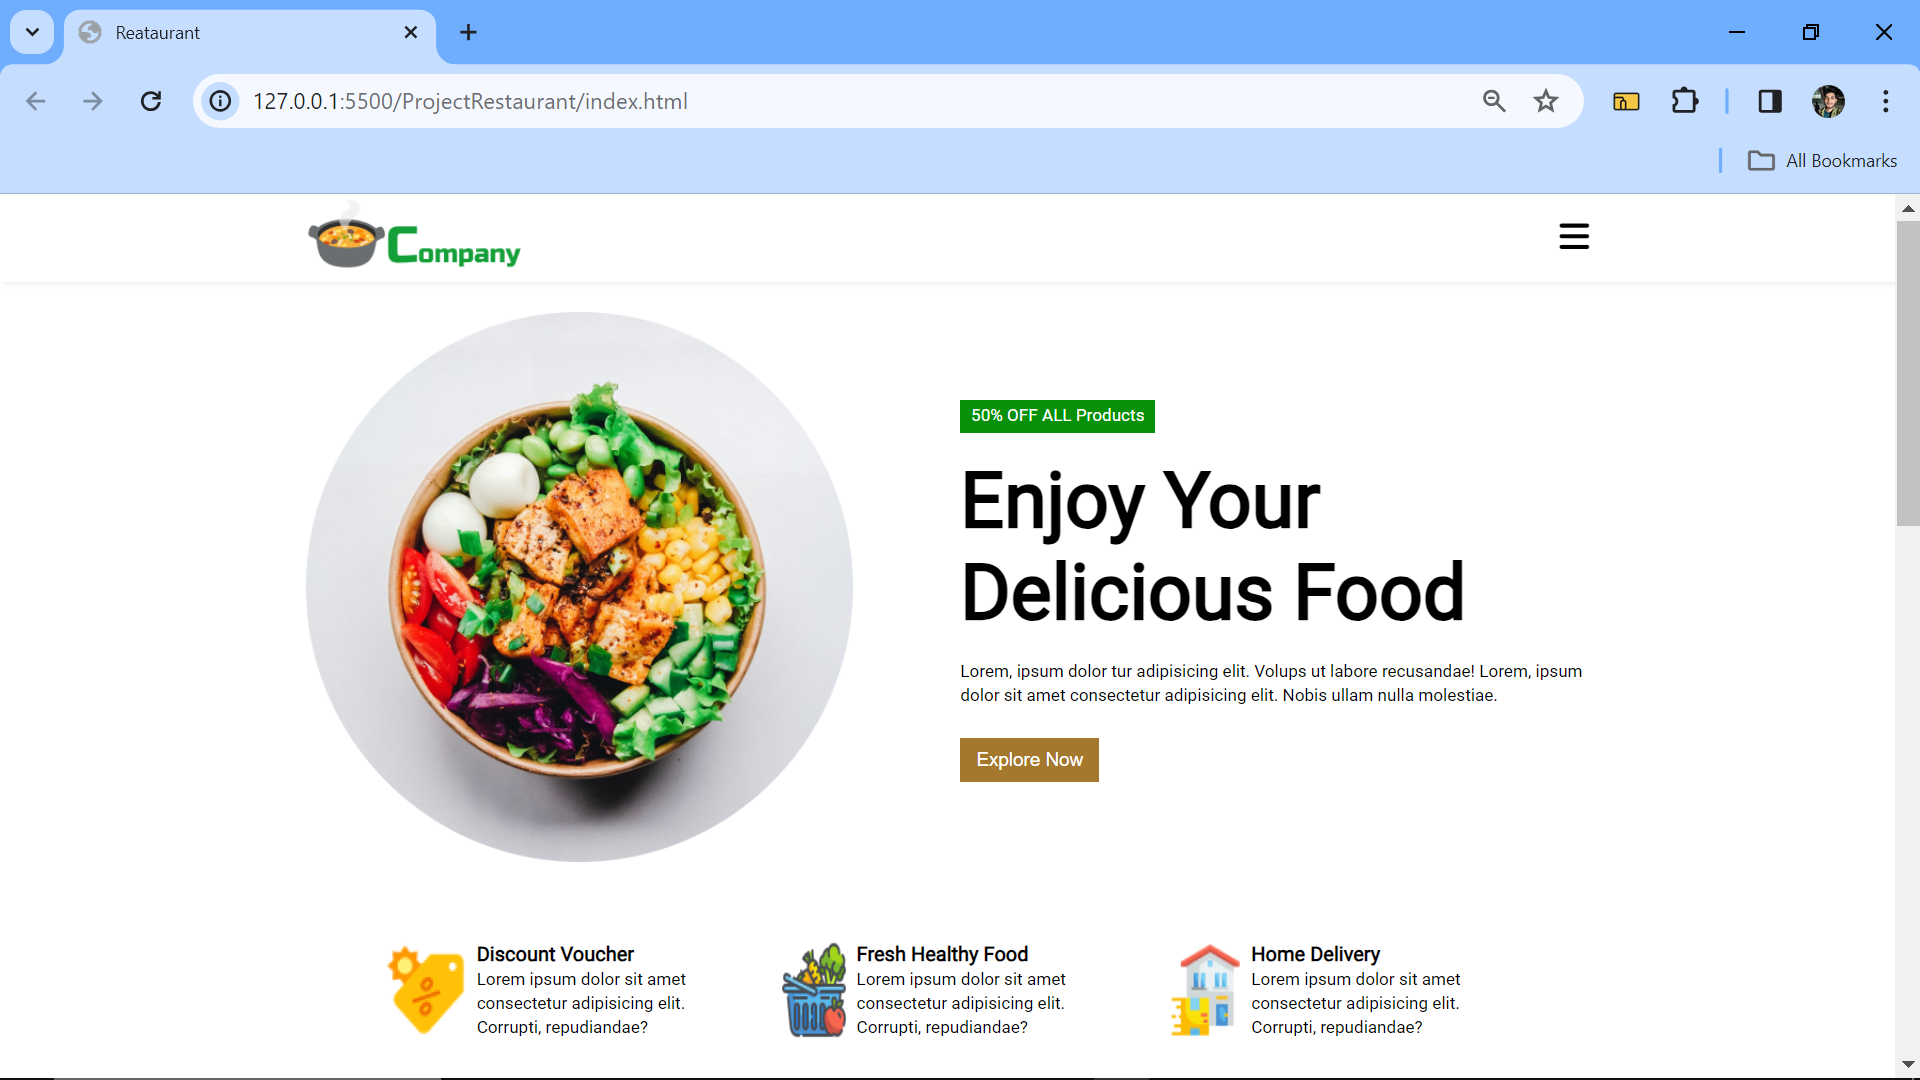 Reataurant
127.0.0.1:5500/ProjectRestaurant/index.html
All Bookmarks
Company
50% OFF ALL Products
Enjoy Your
Delicious Food
Lorem, ipsum dolor tur adipisicing elit. Volups ut labore recusandae! Lorem, ipsum
dolor sit amet consectetur adipisicing elit. Nobis ullam nulla molestiae.
Explore Now
Discount Voucher
Lorem ipsum dolor sit amet
consectetur adipisicing elit.
Corrupti, repudiandae?
Fresh Healthy Food
Lorem ipsum dolor sit amet
consectetur adipisicing elit.
Corrupti, repudiandae?
Home Delivery
Lorem ipsum dolor sit amet
consectetur adipisicing elit.
Corrupti, repudiandae?